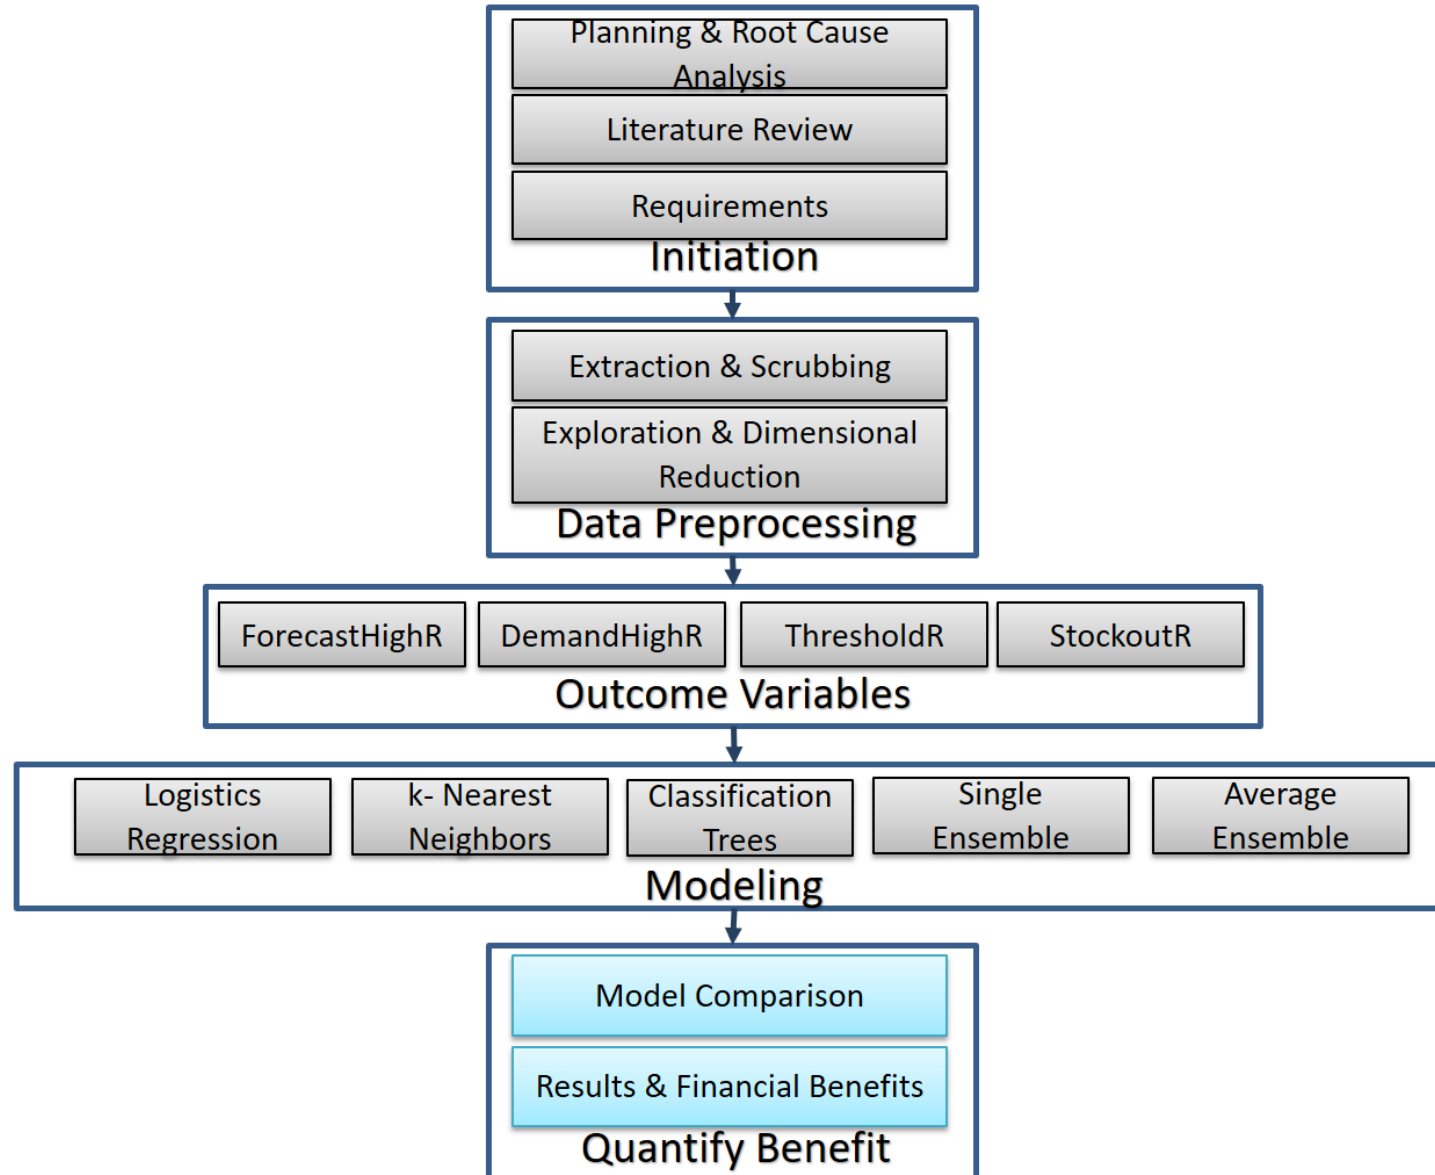 Planning & Root Cause
Analysis
Literature Review
Requirements
Initiation
Extraction & Scrubbing
Exploration & Dimensional
Reduction
Data Preprocessing
ForecastHighR
DemandHighR
ThresholdR
StockoutR
Outcome Variables
Logistics
Regression
k- Nearest
Neighbors
Classification
Trees
Single
Ensemble
Average
Ensemble
Modeling
Model Comparison
Results & Financial Benefits
Quantify Benefit